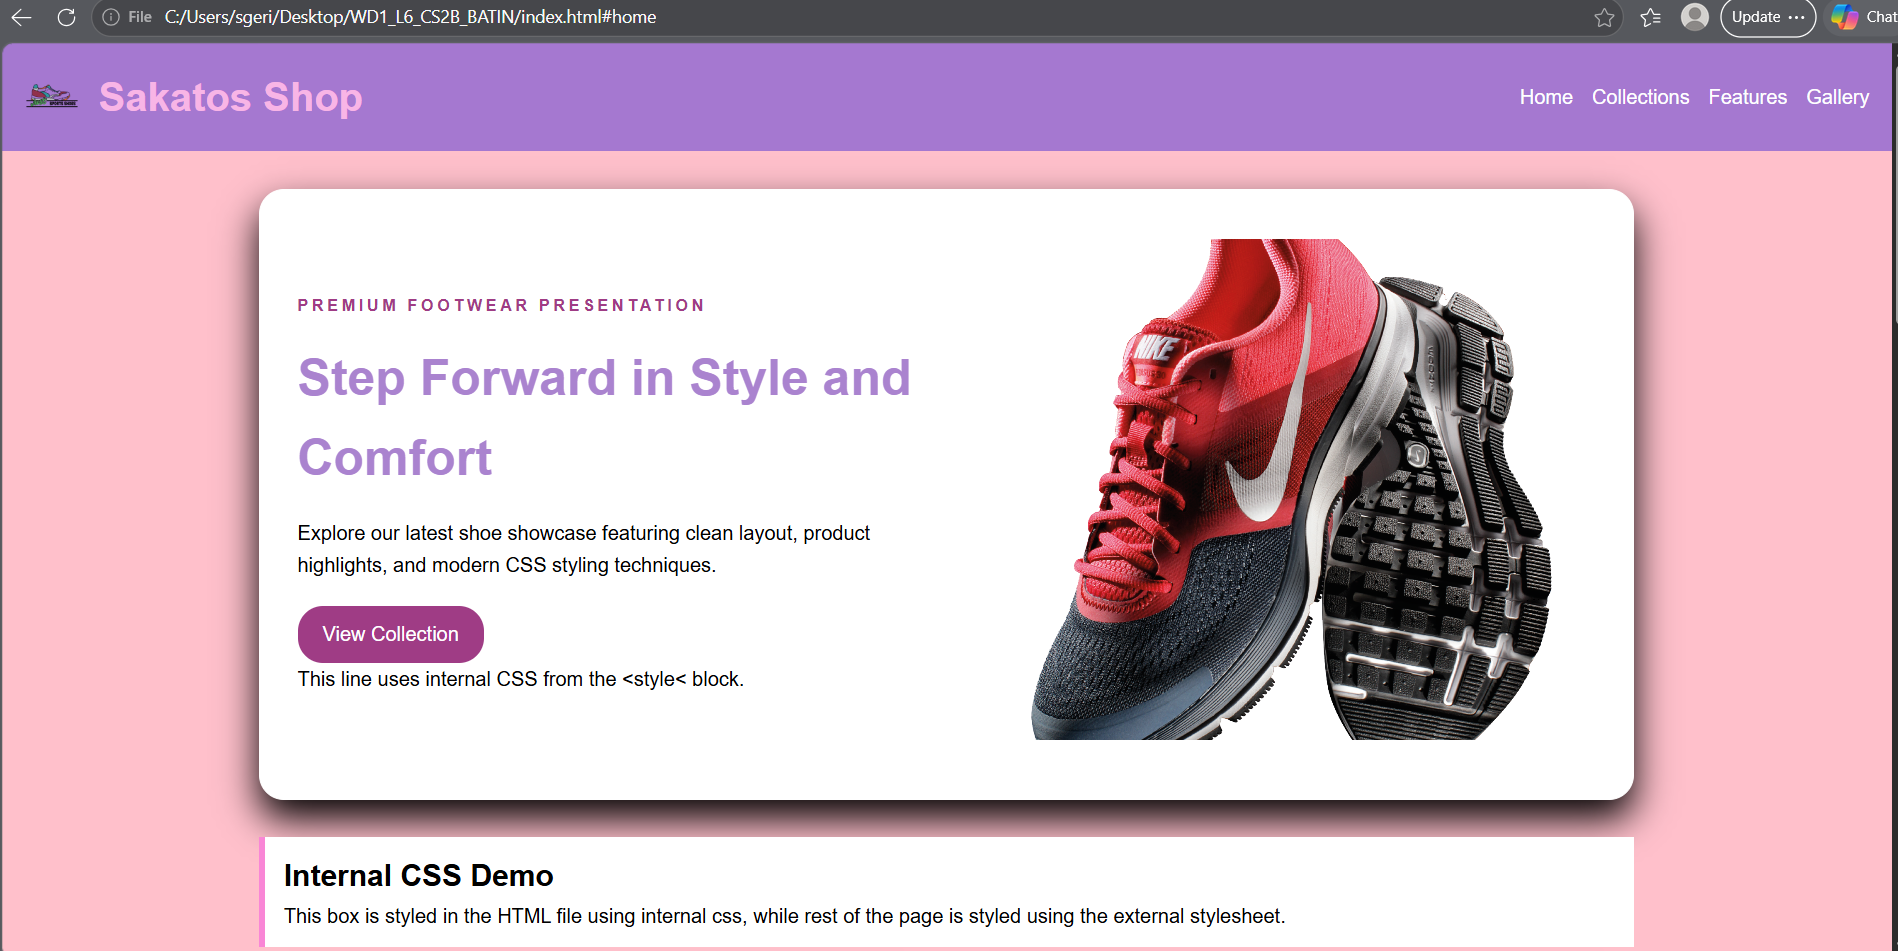 File C:/Users/sgeri/Desktop/WD1_L6_CS2B_BATIN/index.html#home Update Chat
SPORTS SHOES
Sakatos Shop
Home Collections Features Gallery
PREMIUM FOOTWEAR PRESENTATION
Step Forward in Style and
Comfort
Explore our latest shoe showcase featuring clean layout, product
highlights, and modern CSS styling techniques.
View Collection
This line uses internal CSS from the <style< block.
NIKE
Internal CSS Demo
This box is styled in the HTML file using internal css, while rest of the page is styled using the external stylesheet.